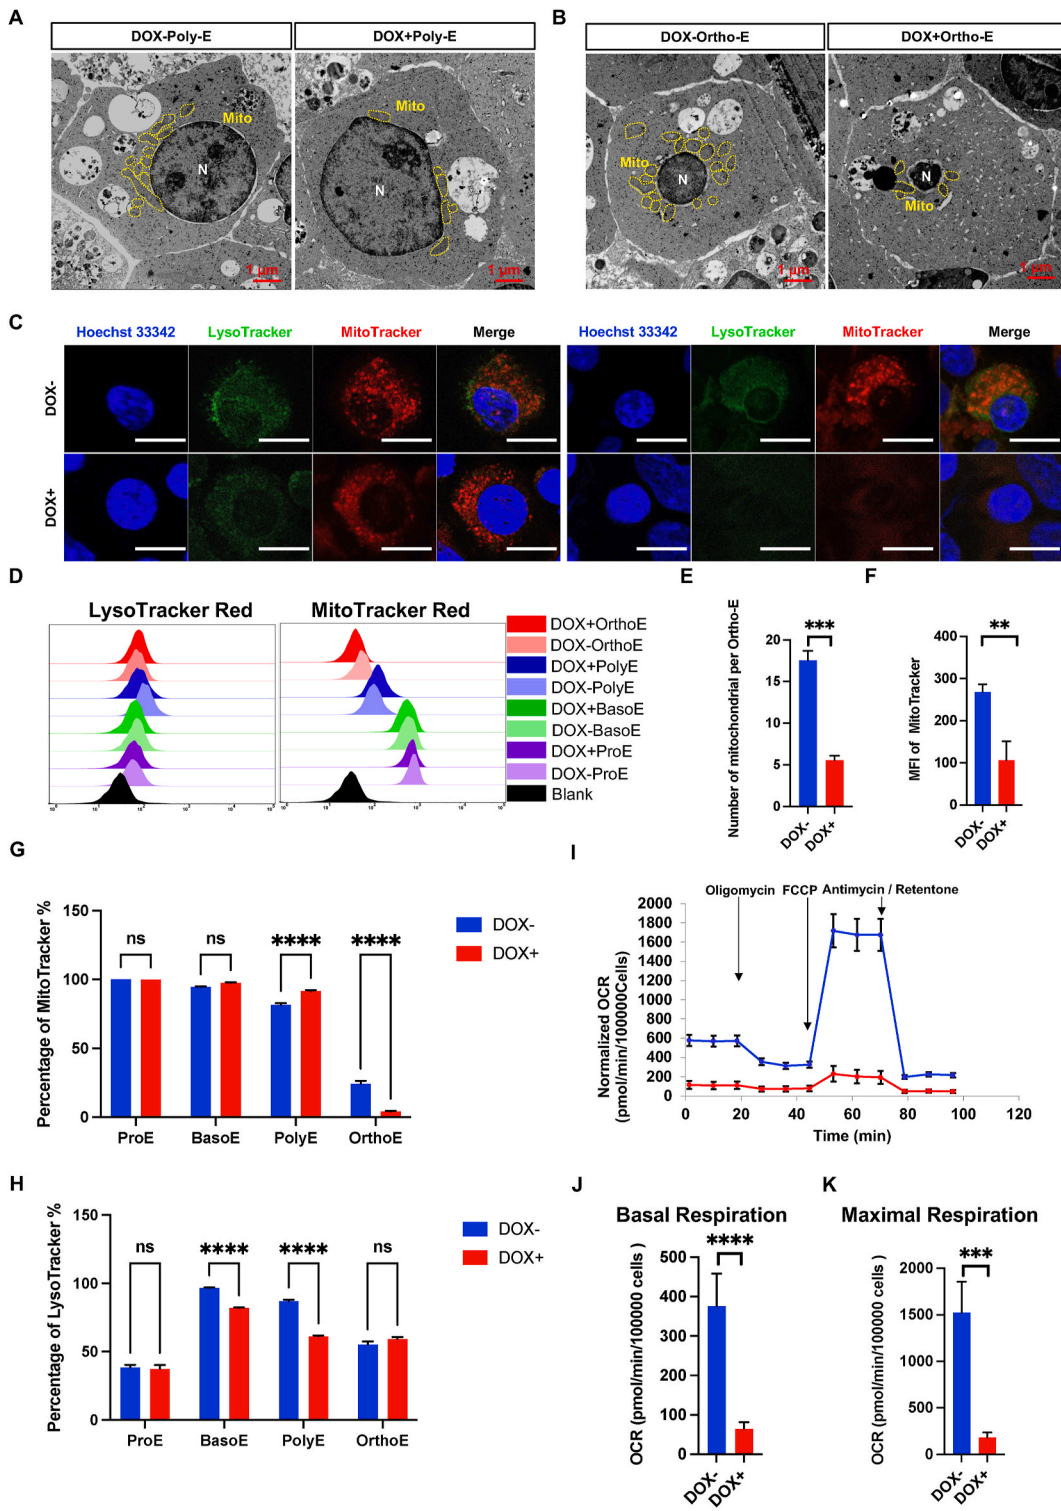 A
B
DOX-Poly-E
DOX+Poly-E
DOX-Ortho-E
DOX+Ortho-E
Mito
N
1 μm
Mito
N
1 μm
Mito
N
1 μm
N
Mito
1 μm
C
Hoechst 33342 LysoTracker MitoTracker Merge
Hoechst 33342 LysoTracker MitoTracker Merge
DOX-
DOX+
D
LysoTracker Red
MitoTracker Red
DOX+OrthoE
DOX-OrthoE
DOX+PolyE
DOX-PolyE
DOX+BasoE
DOX-BasoE
DOX+ProE
DOX-ProE
Blank
E
Number of mitochondrial per Ortho-E
20
15
10
5
0
***
DOX-
DOX+
F
MFI of MitoTracker
400
300
200
100
0
**
DOX-
DOX+
G
Percentage of MitoTracker %
150
100
50
0
ns
ns
****
****
ProE
BasoE
PolyE
OrthoE
DOX-
DOX+
H
Percentage of LysoTracker %
150
100
50
0
ns
****
****
ns
ProE
BasoE
PolyE
OrthoE
DOX-
DOX+
I
Oligomycin FCCP Antimycin / Retentone
Normalized OCR
(pmol/min/100000Cells)
2000
1800
1600
1400
1200
1000
800
600
400
200
0
0 20 40 60 80 100 120
Time (min)
J
Basal Respiration
****
OCR (pmol/min/100000 cells )
500
400
300
200
100
0
DOX-
DOX+
K
Maximal Respiration
***
OCR (pmol/min/100000 cells )
2000
1500
1000
500
0
DOX-
DOX+